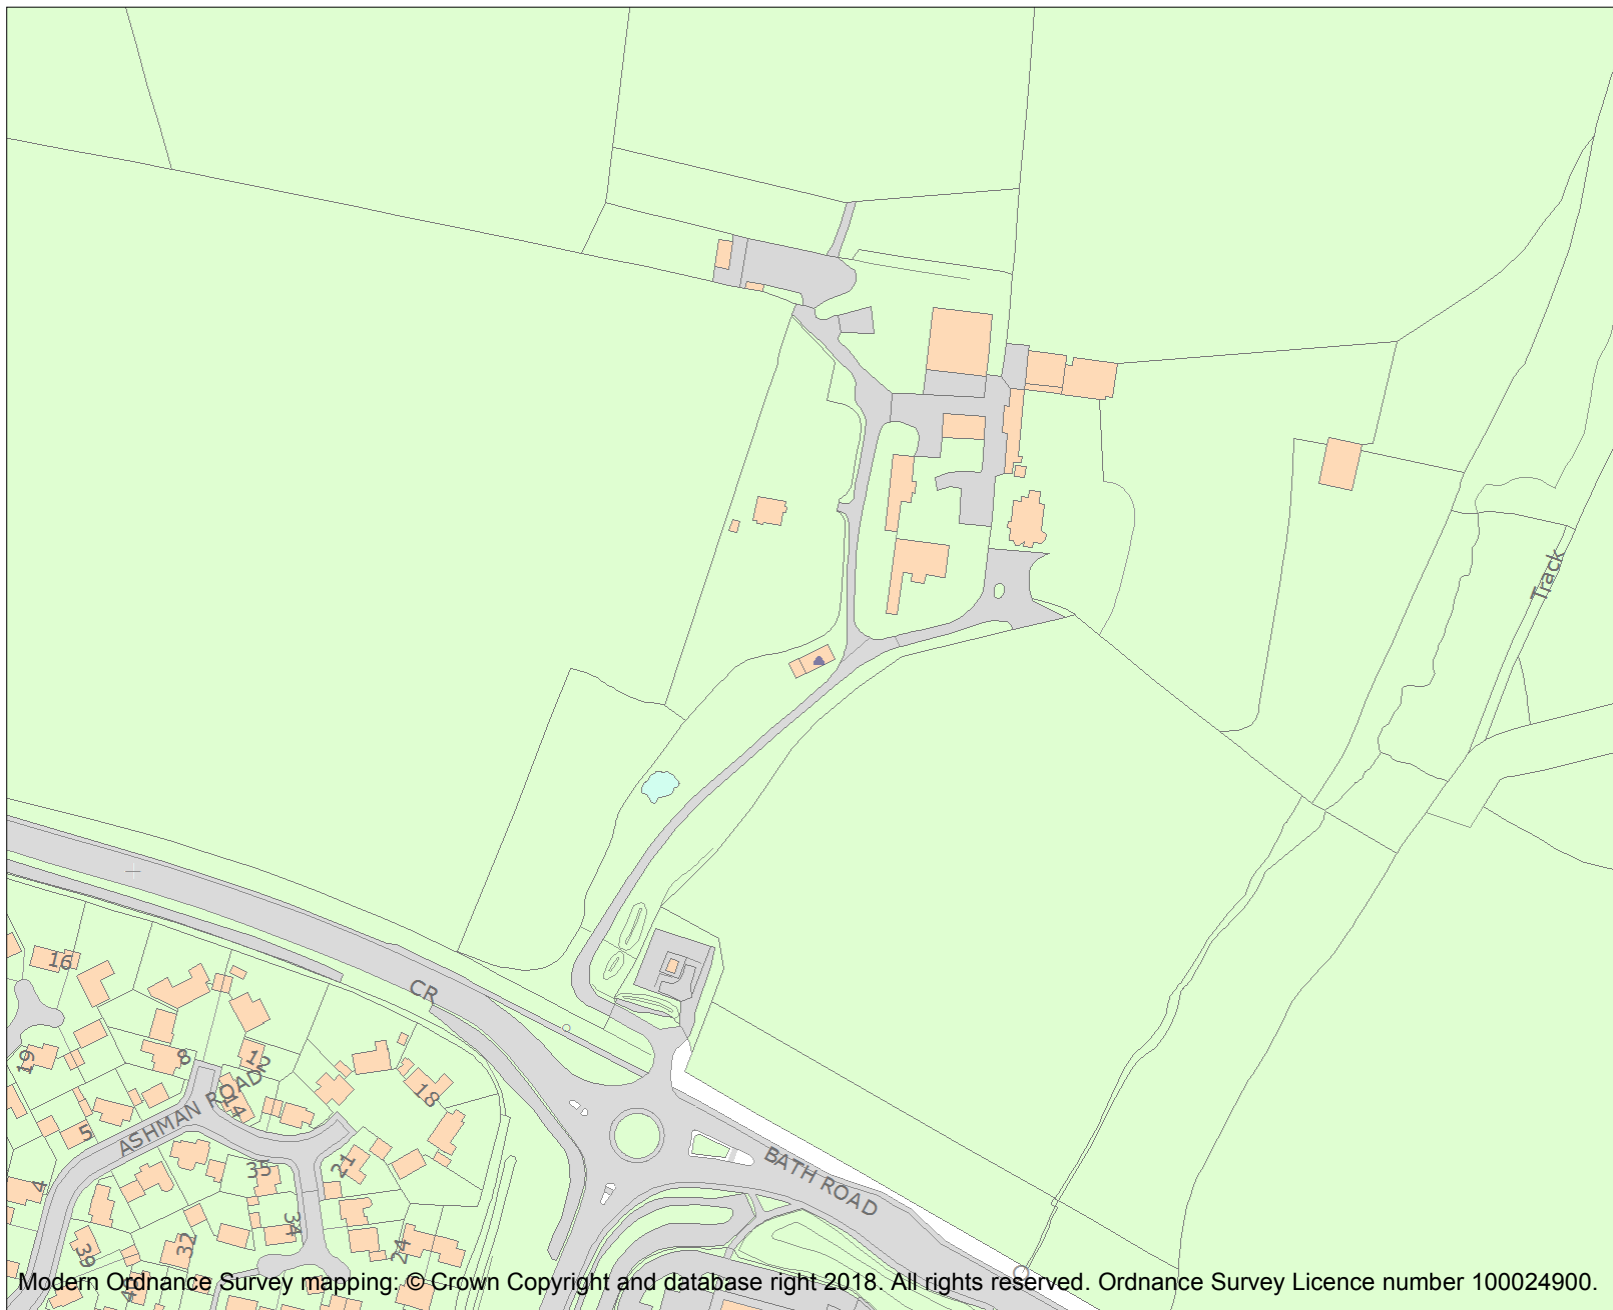 Track
16
CR
19
8
12
14
18
5
ASHMAN ROAD
35
21
4
BATH ROAD
34
32
24
39
Modern Ordnance Survey mapping: © Crown Copyright and database right 2018. All rights reserved. Ordnance Survey Licence number 100024900.